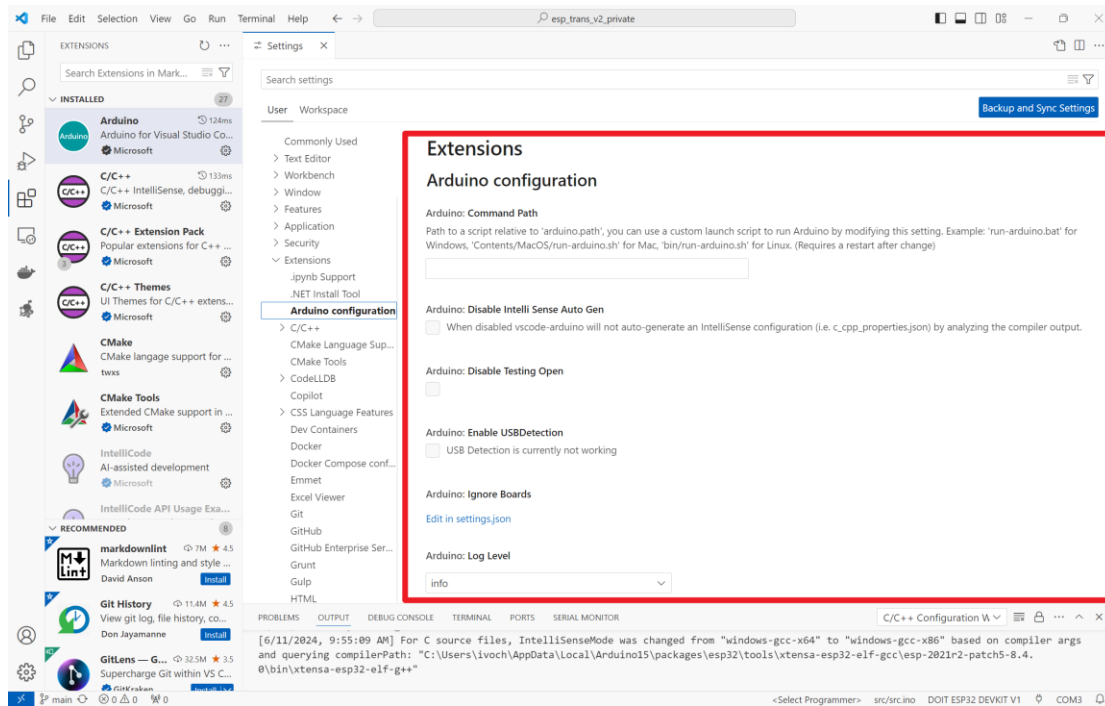 File Edit Selection View Go Run Terminal Help
esp_trans_v2_private
EXTENSIONS
Search Extensions in Mark...
INSTALLED
27
Arduino
124ms
Arduino for Visual Studio Co...
Microsoft
C/C++
133ms
C/C++ IntelliSense, debuggi...
Microsoft
C/C++ Extension Pack
Popular extensions for C++ ...
Microsoft
3
C/C++ Themes
UI Themes for C/C++ extens...
Microsoft
CMake
CMake langage support for ...
twxs
CMake Tools
Extended CMake support in ...
Microsoft
IntelliCode
AI-assisted development
Microsoft
IntelliCode API Usage Exa...
RECOMMENDED
8
markdownlint
7M 4.5
Markdown linting and style ...
David Anson
Install
Git History
11.4M 4.5
View git log, file history, co...
Don Jayamanne
Install
GitLens — G...
32.5M 3.5
Supercharge Git within VS C...
GitKraken
Install
Settings
Search settings
User Workspace
Backup and Sync Settings
Commonly Used
Text Editor
Workbench
Window
Features
Application
Security
Extensions
.ipynb Support
.NET Install Tool
Arduino configuration
C/C++
CMake Language Sup...
CMake Tools
CodeLLDB
Copilot
CSS Language Features
Dev Containers
Docker
Docker Compose conf...
Emmet
Excel Viewer
Git
GitHub
GitHub Enterprise Ser...
Grunt
Gulp
HTML
Extensions
Arduino configuration
Arduino: Command Path
Path to a script relative to 'arduino.path', you can use a custom launch script to run Arduino by modifying this setting. Example: 'run-arduino.bat' for
Windows, 'Contents/MacOS/run-arduino.sh' for Mac, 'bin/run-arduino.sh' for Linux. (Requires a restart after change)
Arduino: Disable Intelli Sense Auto Gen
When disabled vscode-arduino will not auto-generate an IntelliSense configuration (i.e. c_cpp_properties.json) by analyzing the compiler output.
Arduino: Disable Testing Open
Arduino: Enable USBDetection
USB Detection is currently not working
Arduino: Ignore Boards
Edit in settings.json
Arduino: Log Level
info
PROBLEMS OUTPUT DEBUG CONSOLE TERMINAL PORTS SERIAL MONITOR
C/C++ Configuration W
[6/11/2024, 9:55:09 AM] For C source files, IntelliSenseMode was changed from "windows-gcc-x64" to "windows-gcc-x86" based on compiler args
and querying compilerPath: "C:\Users\ivoch\AppData\Local\Arduino15\packages\esp32\tools\xtensa-esp32-elf-gcc\esp-2021r2-patch5-8.4.
0\bin\xtensa-esp32-elf-g++"
main 0 0 0
<Select Programmer> src/src.ino DOIT ESP32 DEVKIT V1 COM3